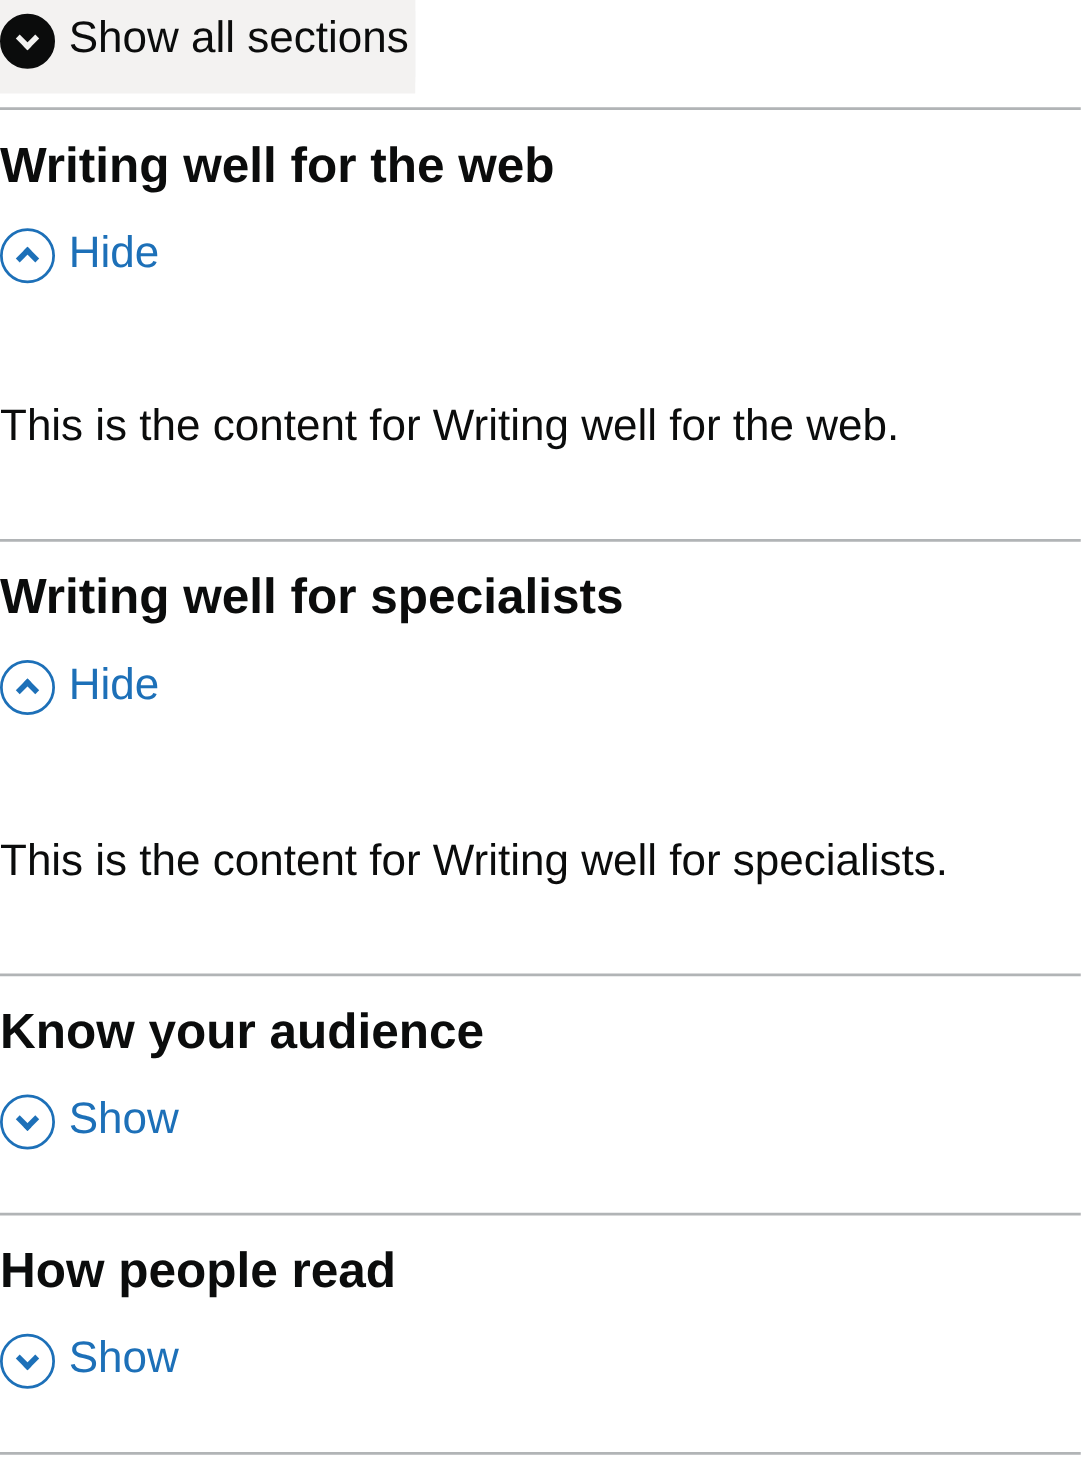 Show all sections
Writing well for the web
Hide
This is the content for Writing well for the web.
Writing well for specialists
Hide
This is the content for Writing well for specialists.
Know your audience
Show
How people read
Show